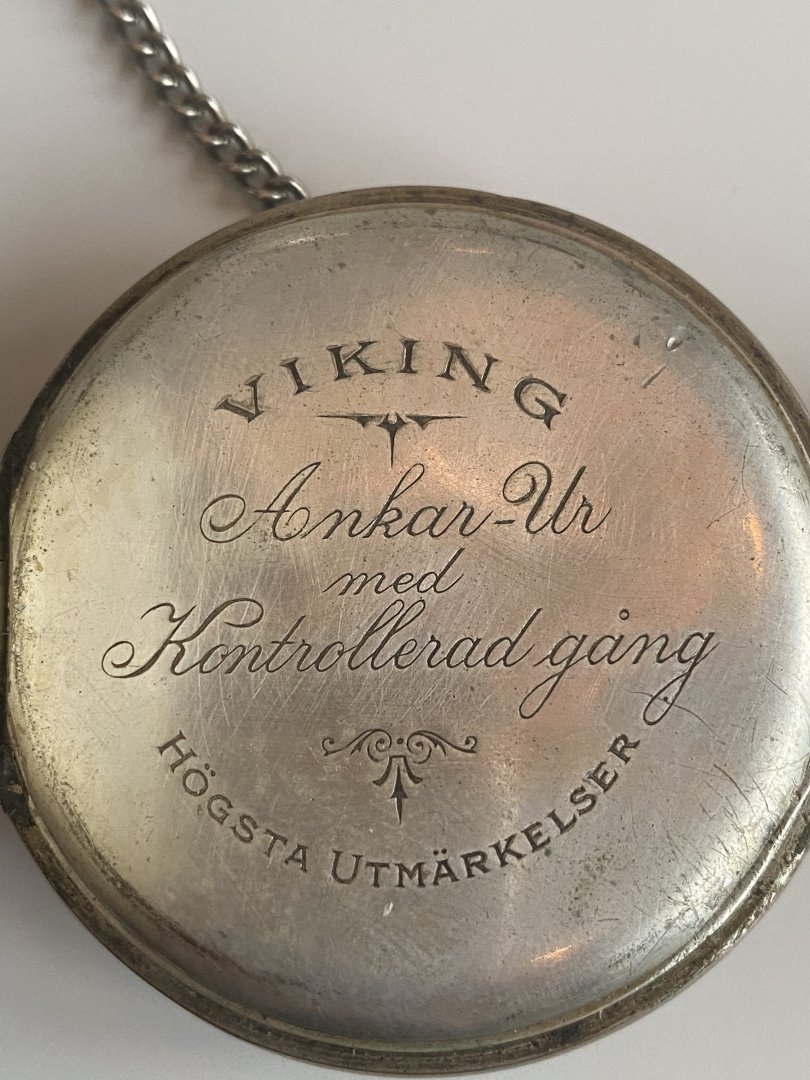 VIKING
Ankar-Ur
med
Kontrollerad gång
HÖGSTA UTMÄRKELSER